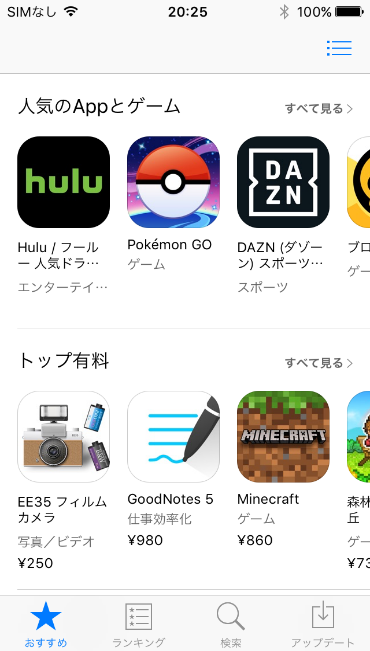 SIMなし 20:25 100%
人気のAppとゲーム すべて見る
hulu
DA
ZN
Hulu / フール
ー 人気ドラ…
エンターテイ…
Pokémon GO
ゲーム
DAZN (ダゾー
ン) スポーツ…
スポーツ
ブロ
ゲー
トップ有料 すべて見る
MINECRAFT
EE35 フィルム
カメラ
写真／ビデオ
¥250
GoodNotes 5
仕事効率化
¥980
Minecraft
ゲーム
¥860
森林
丘
ゲー
¥73
おすすめ ランキング 検索 アップデート